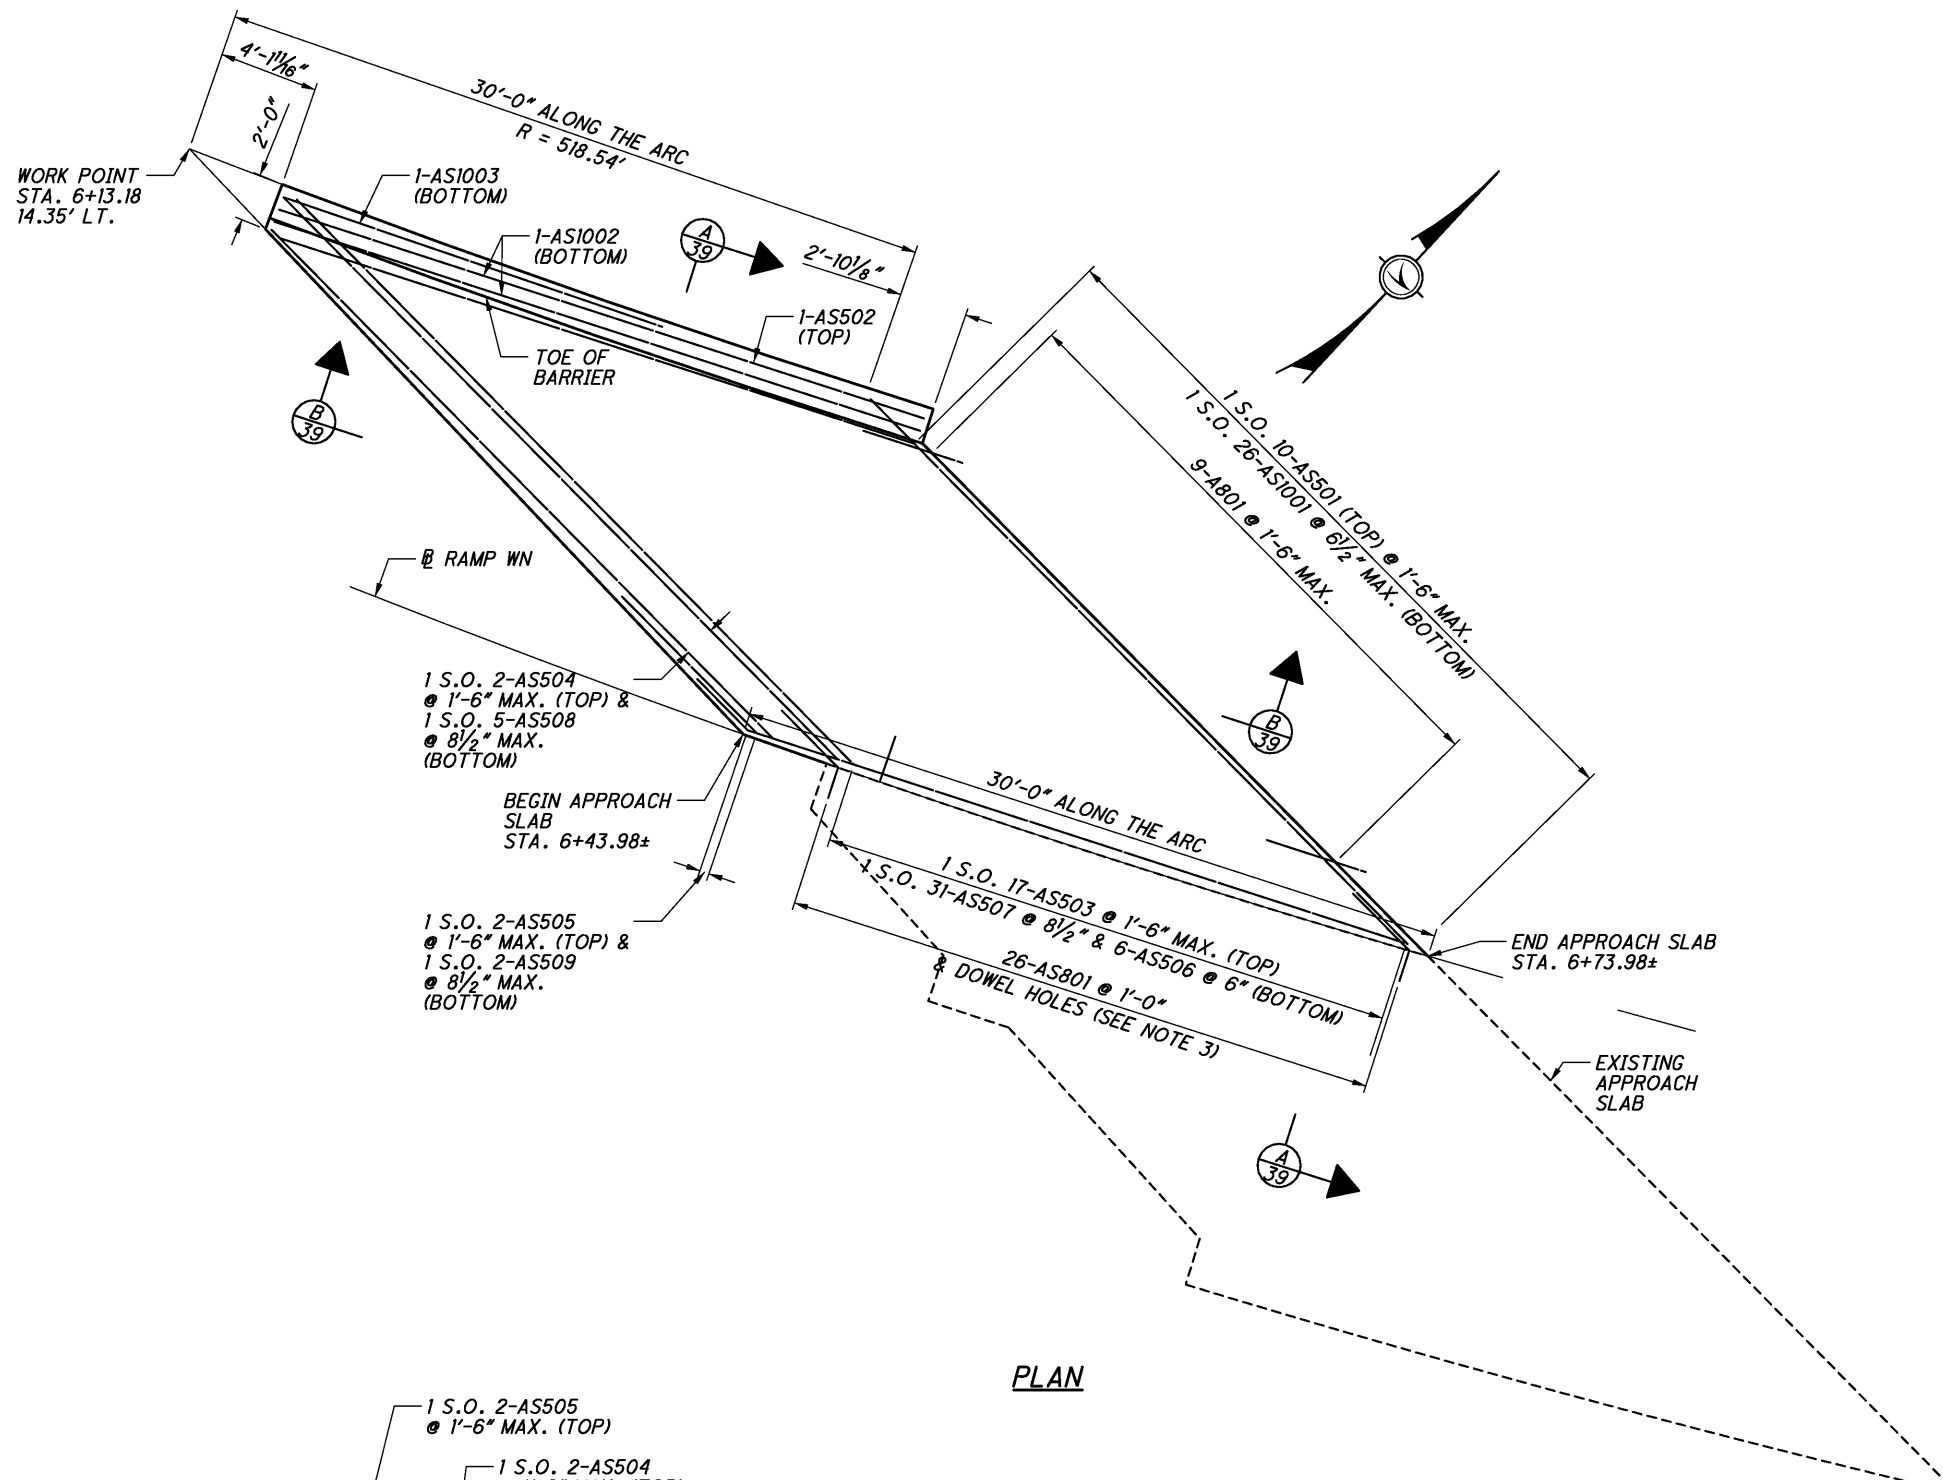 4'-1 11/16"
2'-0"
30'-0" ALONG THE ARC
R = 518.54'
WORK POINT
STA. 6+13.18
14.35' LT.
1-AS1003
(BOTTOM)
1-AS1002
(BOTTOM)
A
39
2'-10 1/8"
1-AS502
(TOP)
TOE OF
BARRIER
B
39
1 S.O. 10-AS501 (TOP) @ 1'-6" MAX.
1 S.O. 26-AS1001 @ 6 1/2" MAX. (BOTTOM)
9-A801 @ 1'-6" MAX.
℄ RAMP WN
1 S.O. 2-AS504
@ 1'-6" MAX. (TOP) &
1 S.O. 5-AS508
@ 8 1/2" MAX.
(BOTTOM)
B
39
BEGIN APPROACH
SLAB
STA. 6+43.98±
30'-0" ALONG THE ARC
1 S.O. 17-AS503 @ 1'-6" MAX. (TOP)
1 S.O. 31-AS507 @ 8 1/2" & 6-AS506 @ 6" (BOTTOM)
26-AS801 @ 1'-0"
& DOWEL HOLES (SEE NOTE 3)
1 S.O. 2-AS505
@ 1'-6" MAX. (TOP) &
1 S.O. 2-AS509
@ 8 1/2" MAX.
(BOTTOM)
END APPROACH SLAB
STA. 6+73.98±
EXISTING
APPROACH
SLAB
A
39
PLAN
1 S.O. 2-AS505
@ 1'-6" MAX. (TOP)
1 S.O. 2-AS504